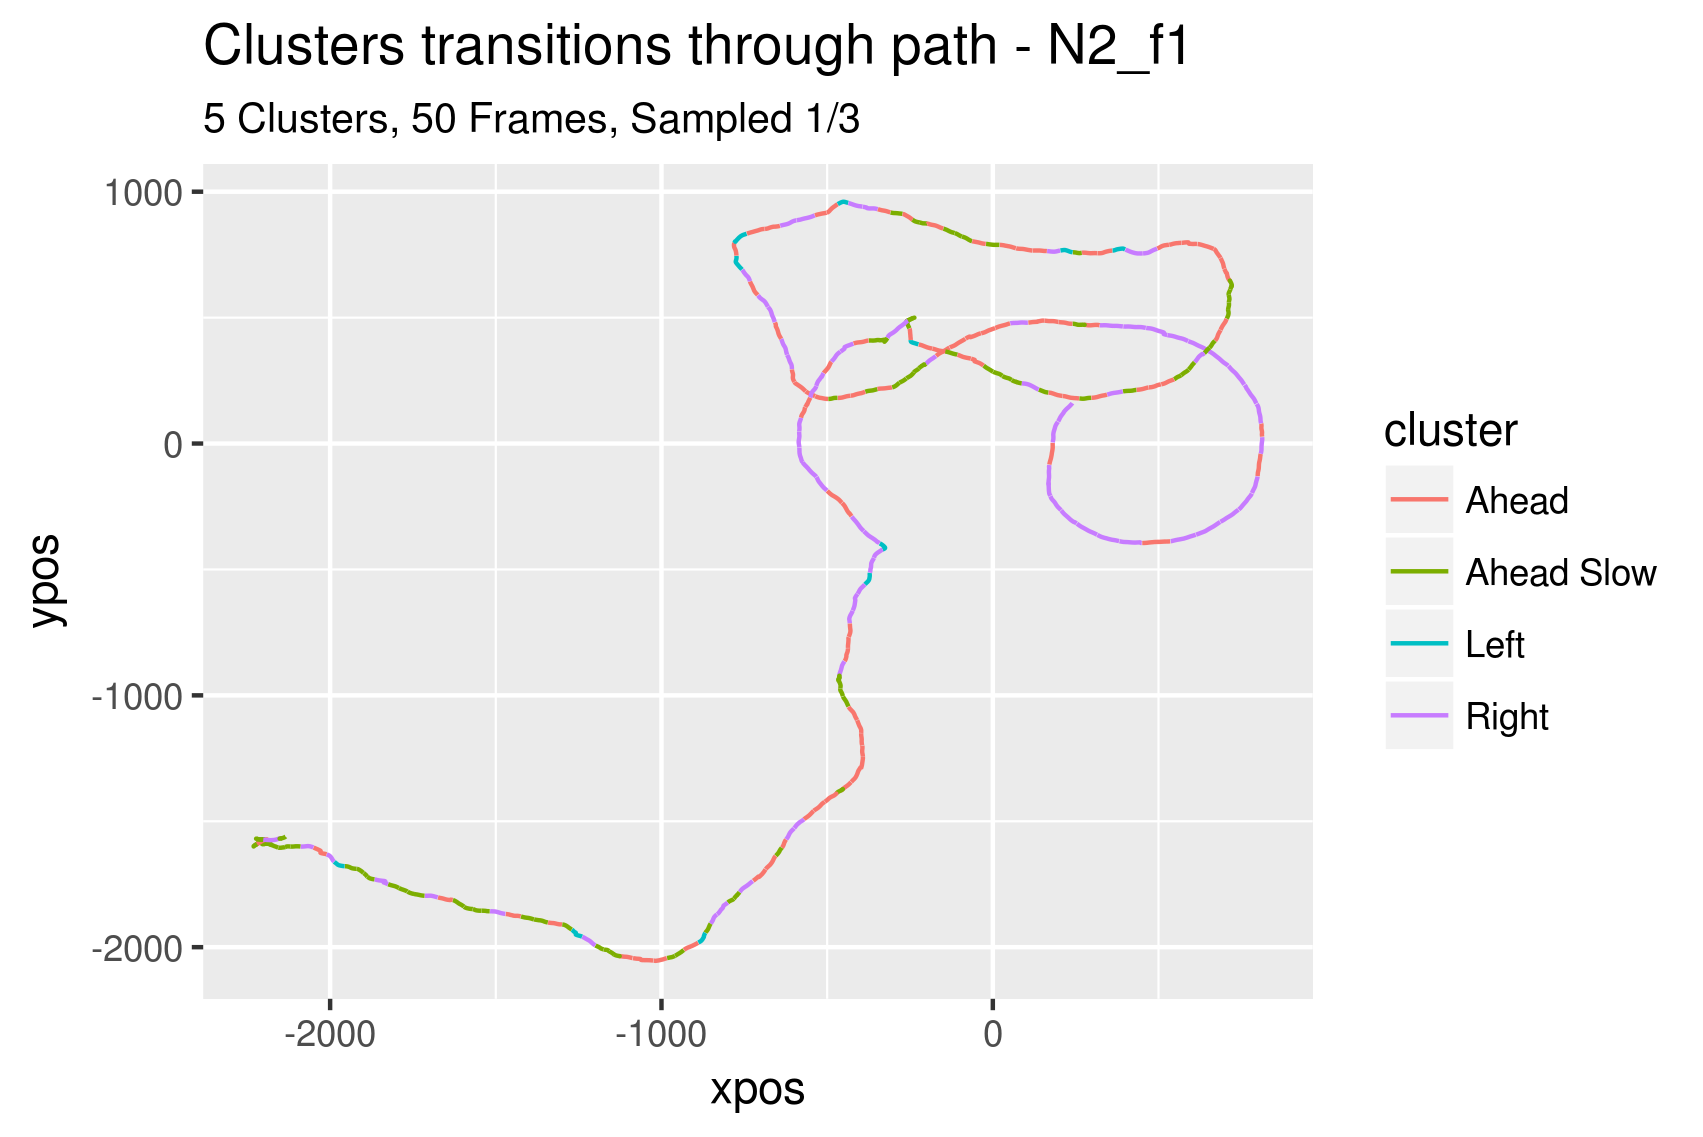 Clusters transitions through path - N2_f1
5 Clusters, 50 Frames, Sampled 1/3
1000
0
-1000
-2000
ypos
-2000
-1000
0
xpos
cluster
Ahead
Ahead Slow
Left
Right